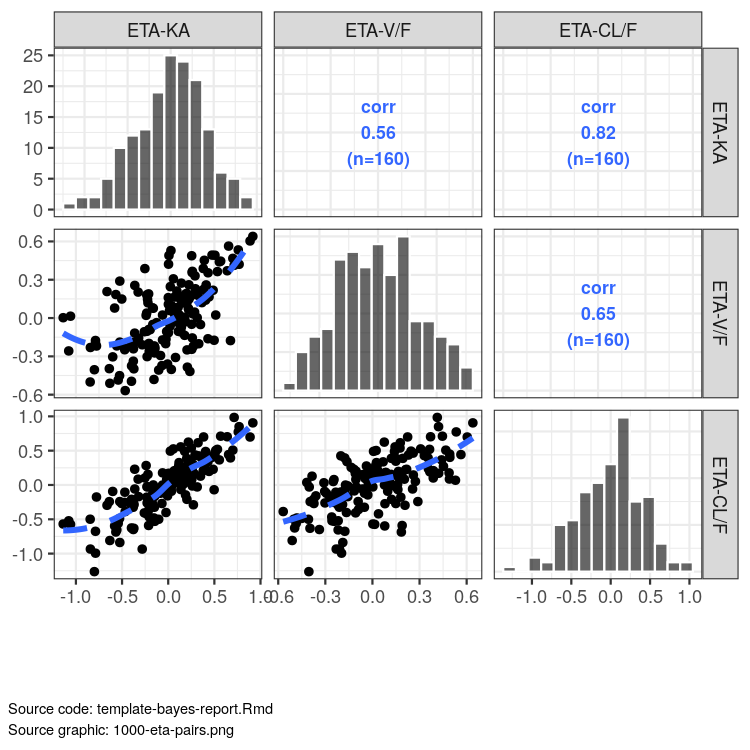 ETA-KA
ETA-V/F
ETA-CL/F
25
20
15
10
5
0
corr
0.56
(n=160)
corr
0.82
(n=160)
ETA-KA
0.6
0.3
0.0
-0.3
-0.6
corr
0.65
(n=160)
ETA-V/F
1.0
0.5
0.0
-0.5
-1.0
ETA-CL/F
-1.0 -0.5 0.0 0.5 1.0
-0.6 -0.3 0.0 0.3 0.6
-1.0 -0.5 0.0 0.5 1.0
Source code: template-bayes-report.Rmd
Source graphic: 1000-eta-pairs.png